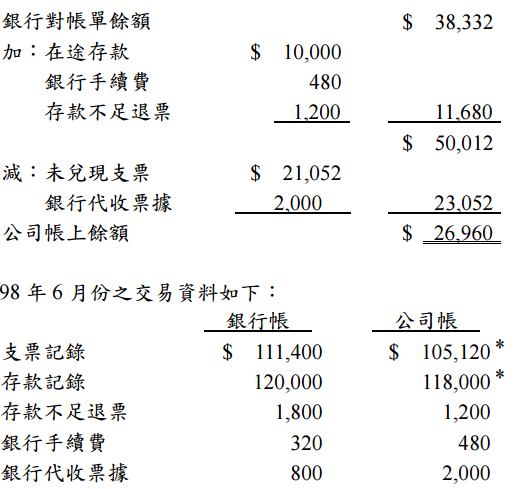 銀行對帳單餘額 $ 38,332
加：在途存款 $ 10,000
銀行手續費 480
存款不足退票 1,200 11,680
$ 50,012
減：未兌現支票 $ 21,052
銀行代收票據 2,000 23,052
公司帳上餘額 $ 26,960
98 年 6 月份之交易資料如下：
銀行帳 公司帳
支票記錄 $ 111,400 $ 105,120 *
存款記錄 120,000 118,000 *
存款不足退票 1,800 1,200
銀行手續費 320 480
銀行代收票據 800 2,000